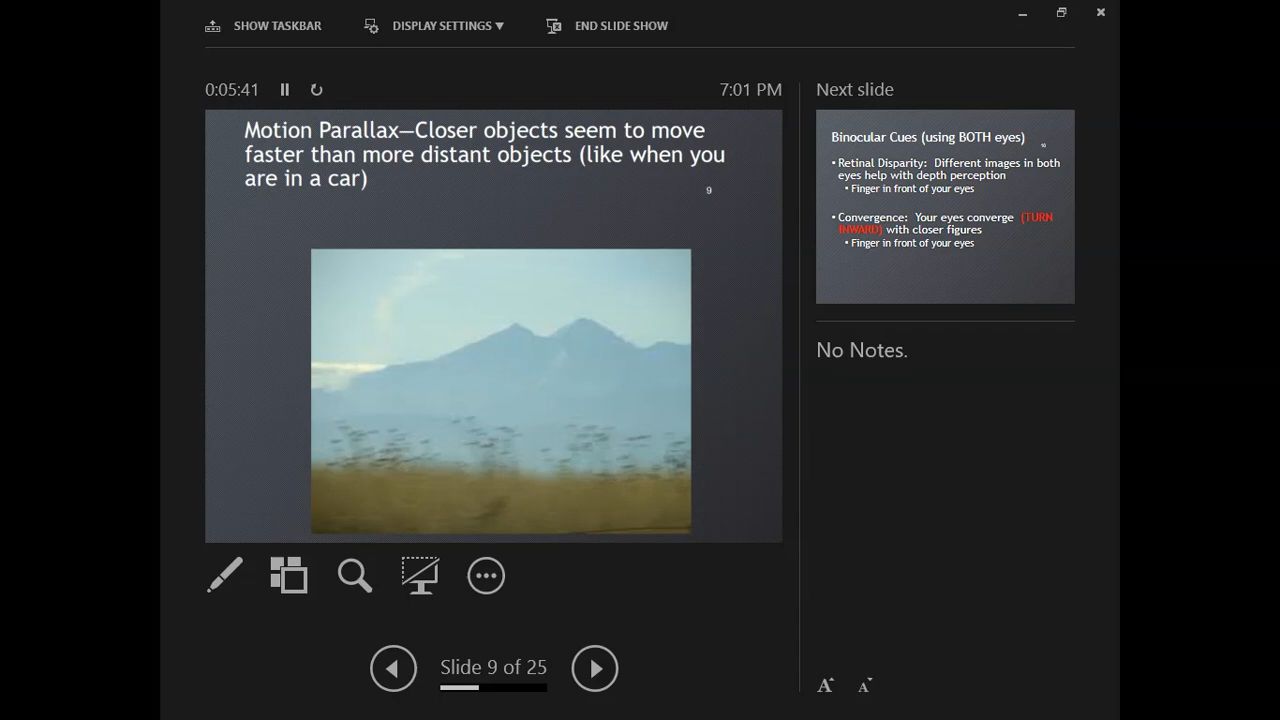 SHOW TASKBAR
DISPLAY SETTINGS ▼
END SLIDE SHOW
0:05:41
7:01 PM
Next slide
Motion Parallax—Closer objects seem to move
faster than more distant objects (like when you
are in a car)
9
Binocular Cues (using BOTH eyes)
10
• Retinal Disparity: Different images in both
eyes help with depth perception
• Finger in front of your eyes
• Convergence: Your eyes converge (TURN
INWARD) with closer figures
• Finger in front of your eyes
No Notes.
Slide 9 of 25
A A